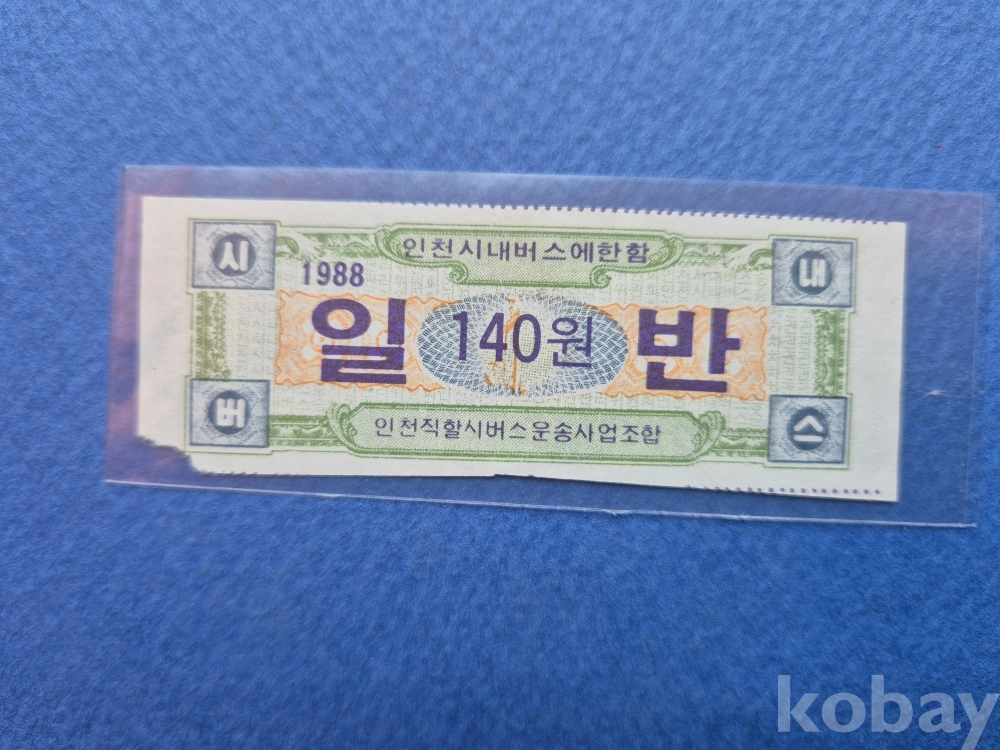 시 인천시내버스에한함 내
1988
일 140원 반
버 인천직할시버스운송사업조합 스
kobay